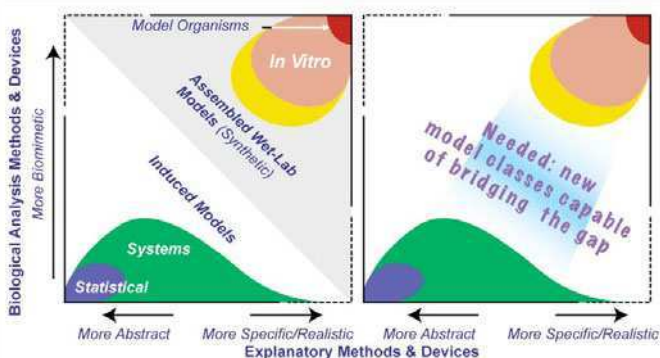 Biological Analysis Methods & Devices
More Biomimetic
Model Organisms
In Vitro
Assembled Wet-Lab
Models (Synthetic)
Induced Models
Systems
Statistical
Needed: new
model classes capable
of bridging the gap
More Abstract
More Specific/Realistic
More Abstract
More Specific/Realistic
Explanatory Methods & Devices